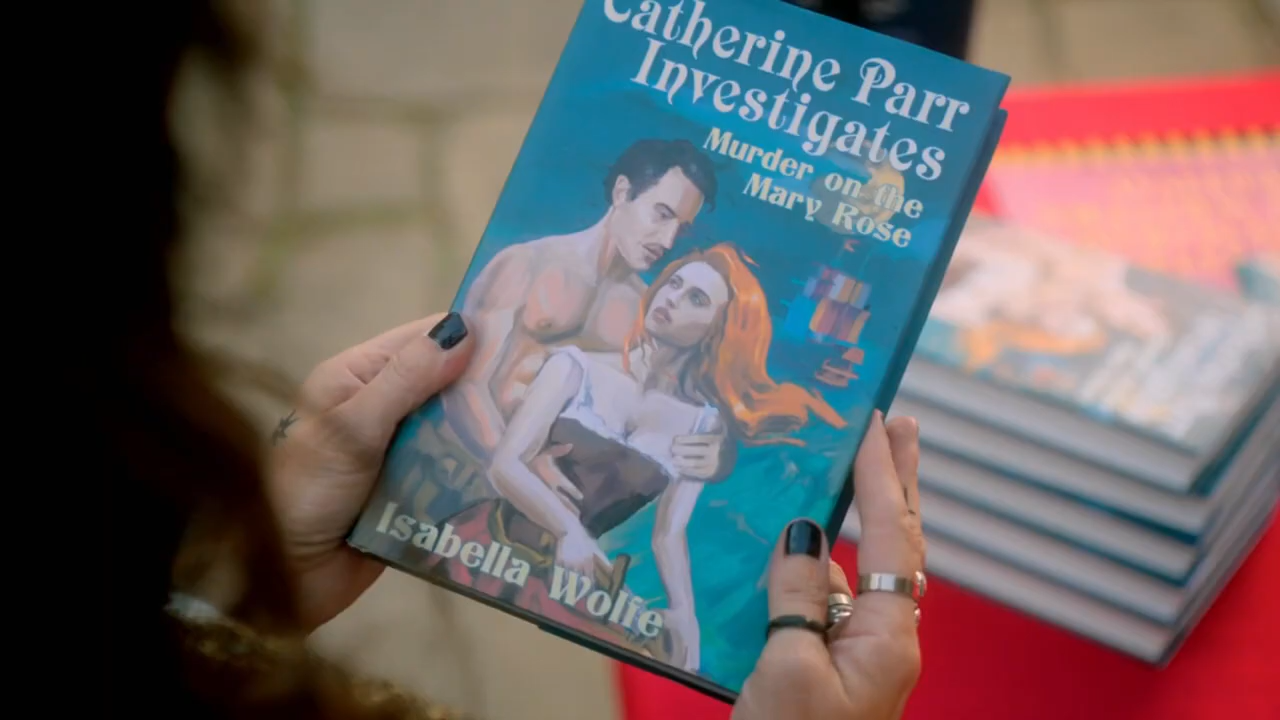 Catherine Parr
Investigates
Murder on the
Mary Rose
Isabella Wolfe